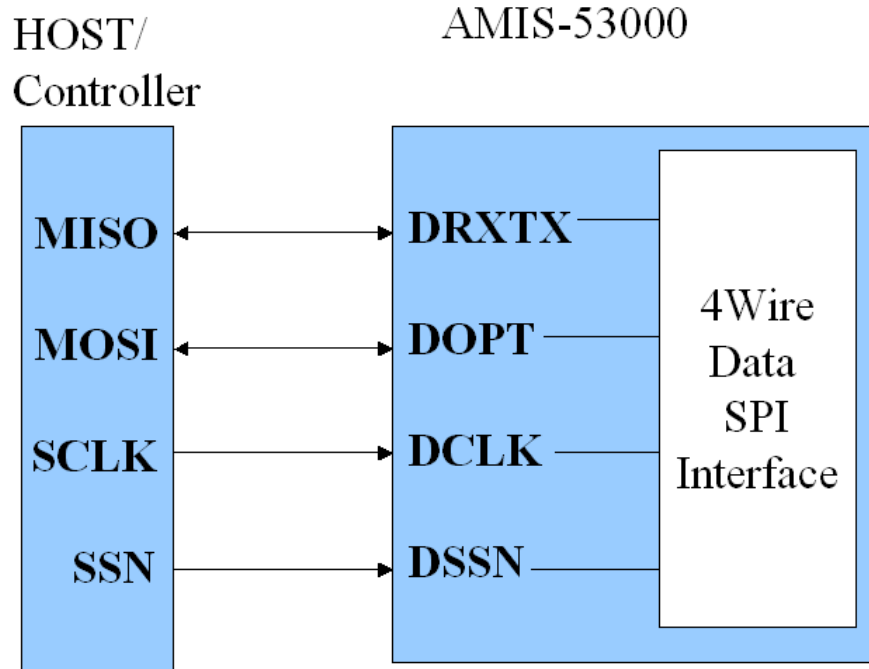 HOST/
Controller
AMIS-53000
MISO
MOSI
SCLK
SSN
DRXTX
DOPT
DCLK
DSSN
4Wire
Data
SPI
Interface